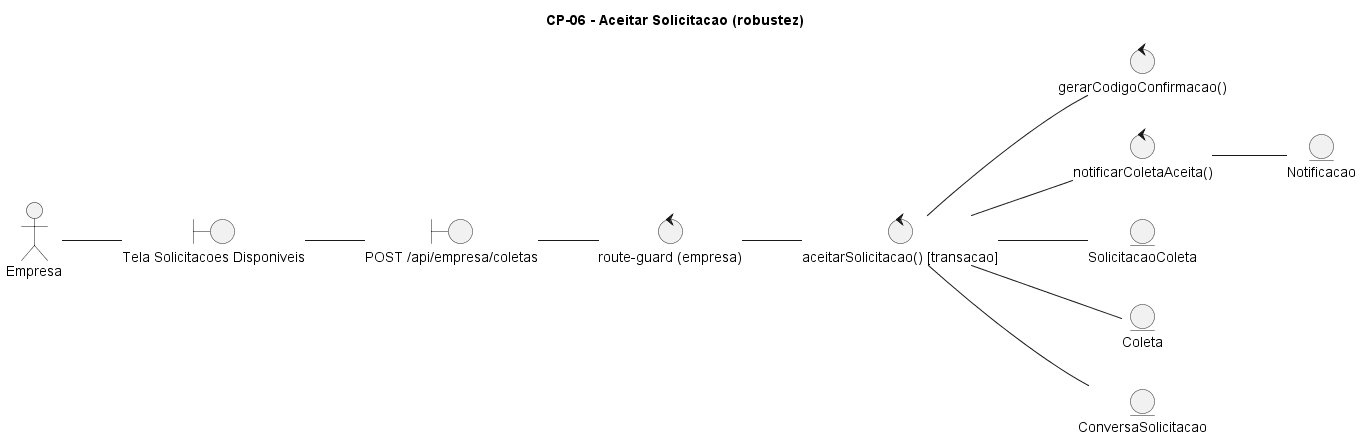 CP-06 - Aceitar Solicitacao (robustez)
gerarCodigoConfirmacao()
notificarColetaAceita()
Notificacao
Empresa
Tela Solicitacoes Disponiveis
POST /api/empresa/coletas
route-guard (empresa)
aceitarSolicitacao() [transacao]
SolicitacaoColeta
Coleta
ConversaSolicitacao